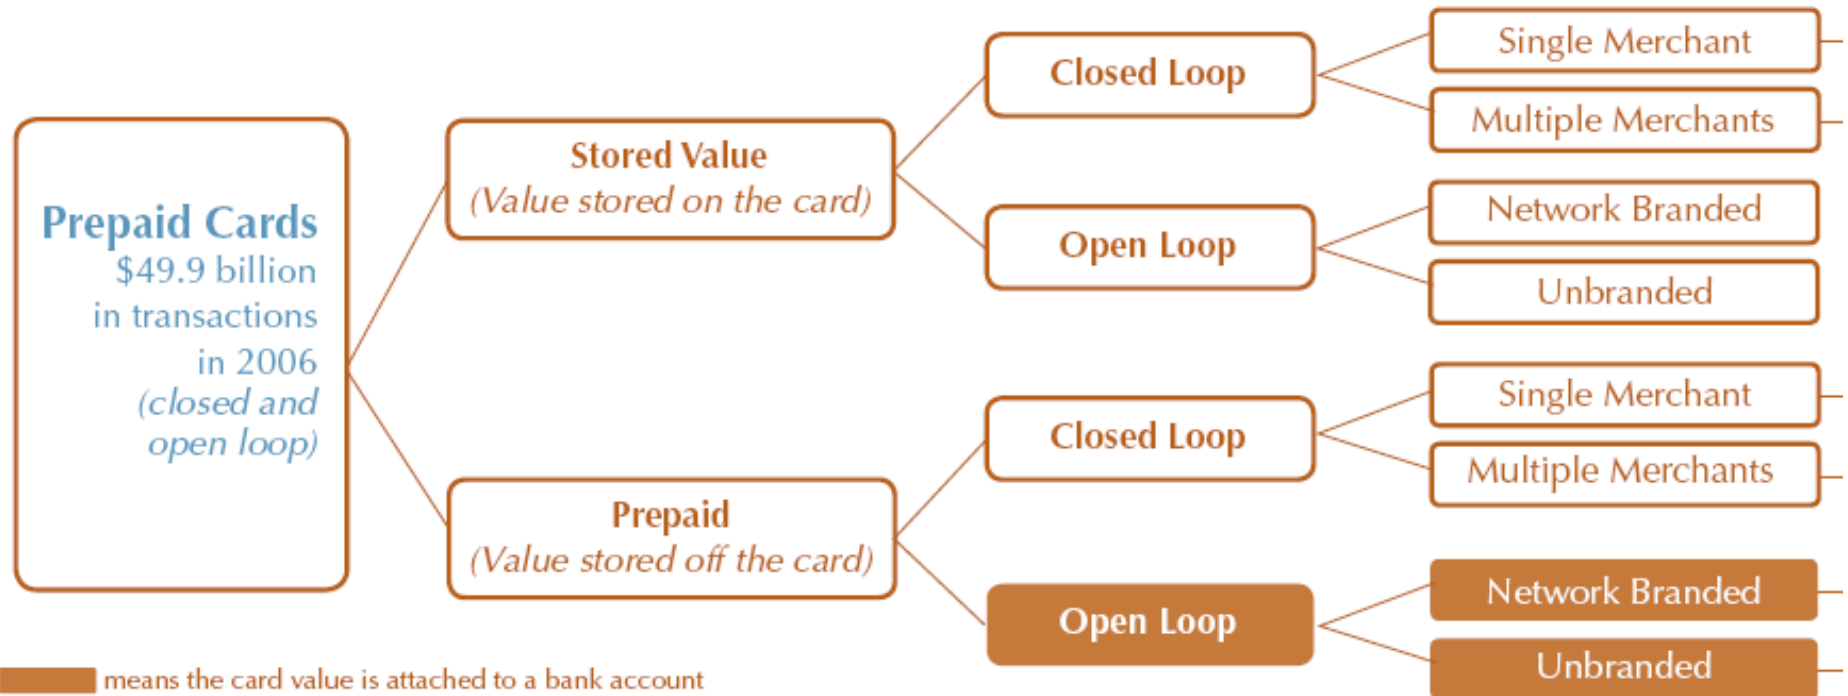 Prepaid Cards
$49.9 billion
in transactions
in 2006
(closed and
open loop)
Stored Value
(Value stored on the card)
Closed Loop
Single Merchant
Multiple Merchants
Open Loop
Network Branded
Unbranded
Prepaid
(Value stored off the card)
Closed Loop
Single Merchant
Multiple Merchants
Open Loop
Network Branded
Unbranded
means the card value is attached to a bank account